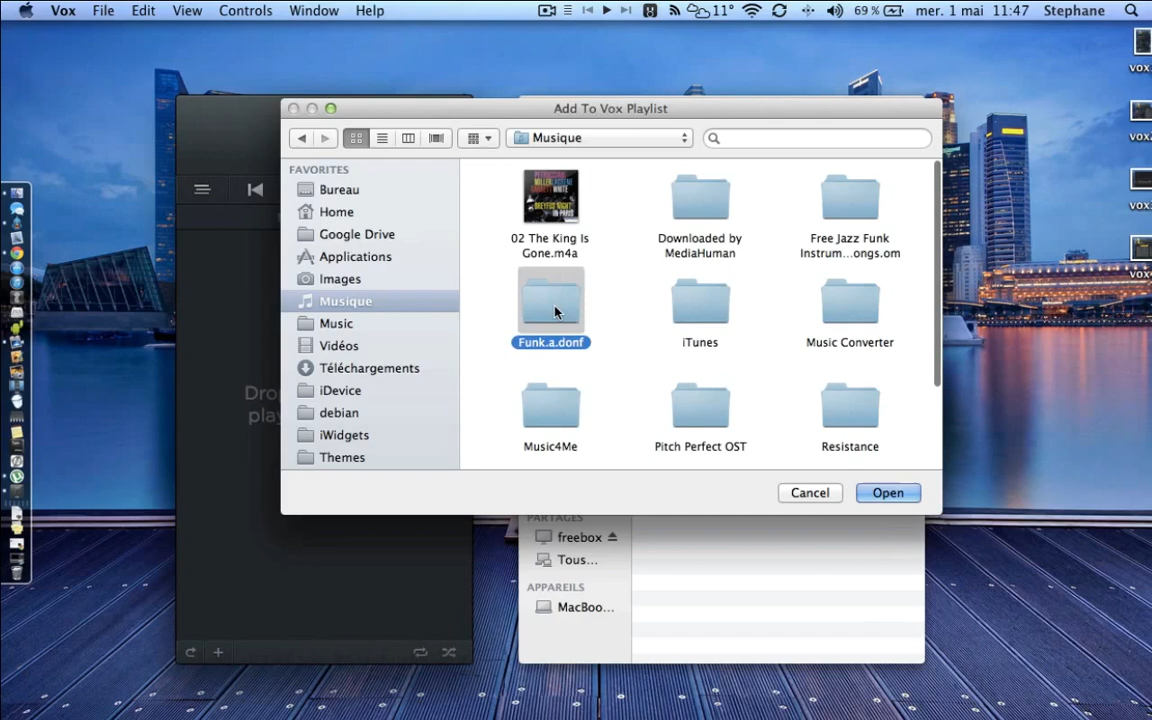 Vox File Edit View Controls Window Help 11° 69 % mer. 1 mai 11:47 Stephane
Add To Vox Playlist
Musique
FAVORITES
Bureau
Home
Google Drive
Applications
Images
Musique
Music
Vidéos
Téléchargements
iDevice
debian
iWidgets
Themes
02 The King Is
Gone.m4a
Downloaded by
MediaHuman
Free Jazz Funk
Instrum...ongs.om
Funk.a.donf
iTunes
Music Converter
Music4Me
Pitch Perfect OST
Resistance
Cancel Open
PARTAGES
freebox
Tous...
APPAREILS
MacBoo...